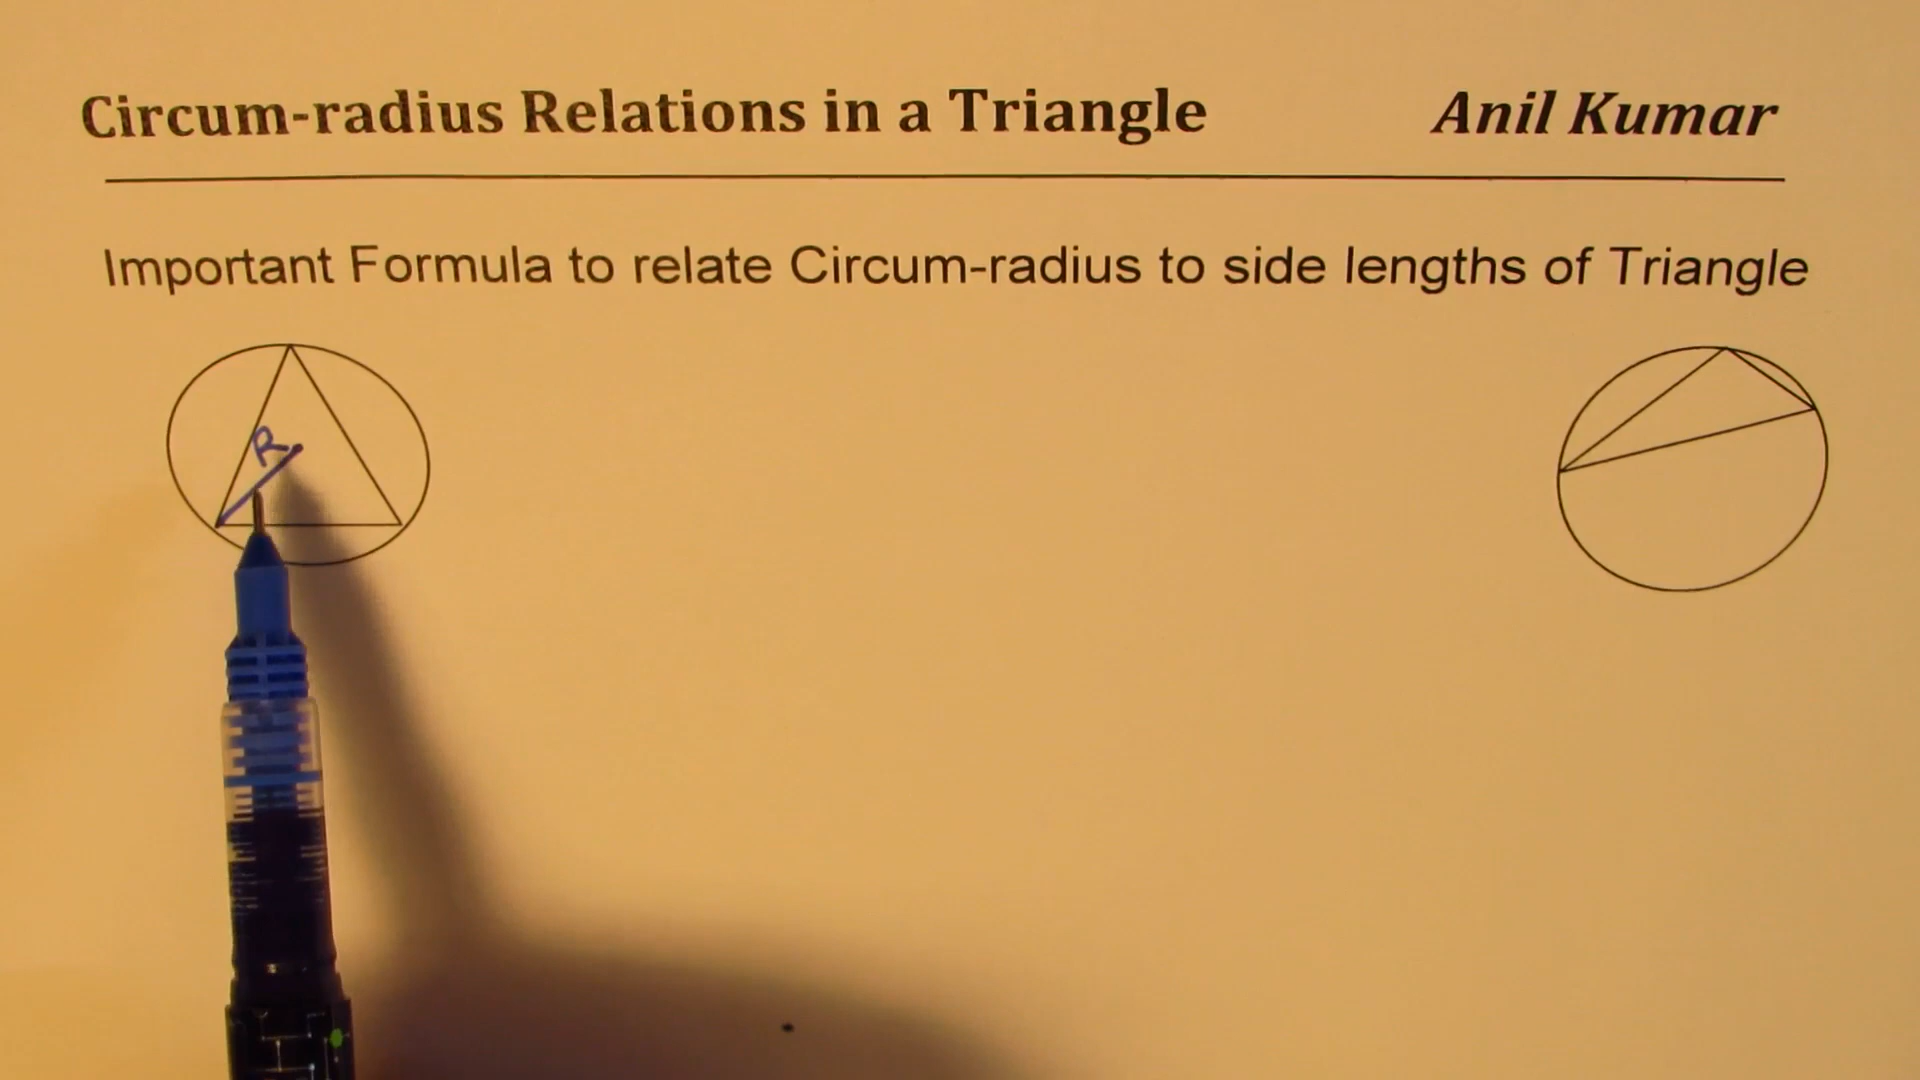 Circum-radius Relations in a Triangle
Anil Kumar
Important Formula to relate Circum-radius to side lengths of Triangle
R